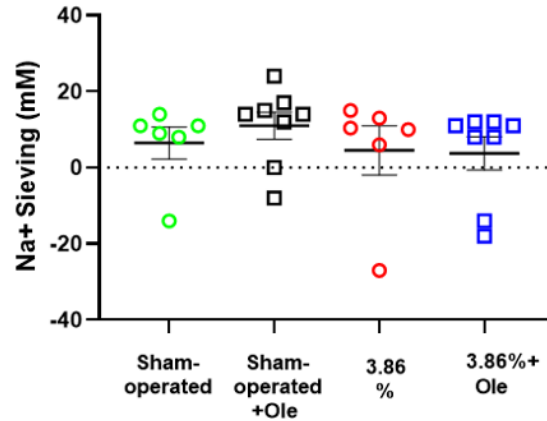 Na+ Sieving (mM)
40
20
0
-20
-40
Sham-
operated
Sham-
operated
+Ole
3.86
%
3.86%+
Ole